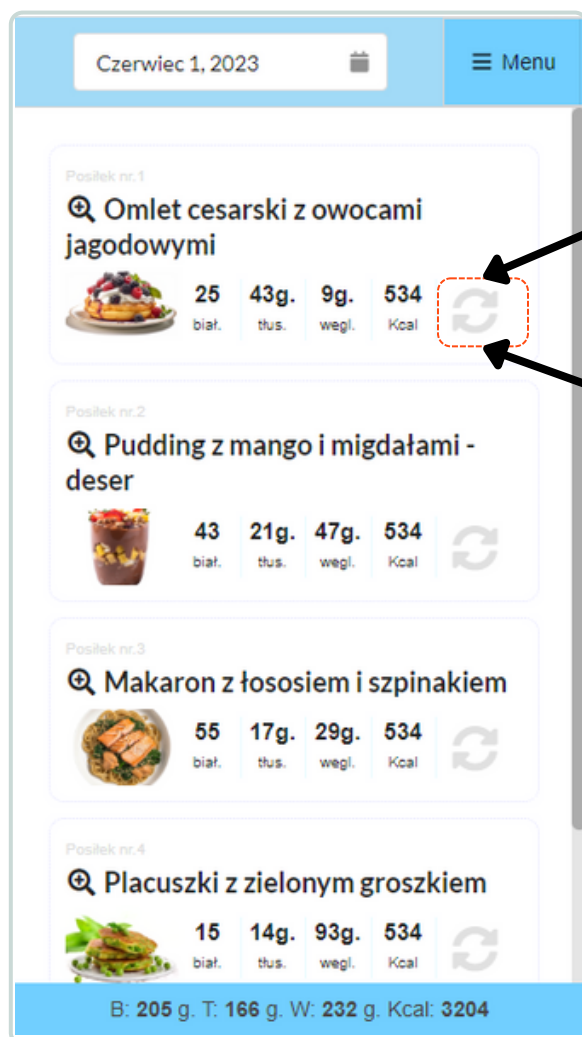 Czerwiec 1, 2023
Menu
Posiłek nr.1
Omlet cesarski z owocami
jagodowymi
25 43g. 9g. 534
biał. tłus. wegl. Kcal
Posiłek nr.2
Pudding z mango i migdałami -
deser
43 21g. 47g. 534
biał. tłus. wegl. Kcal
Posiłek nr.3
Makaron z łososiem i szpinakiem
55 17g. 29g. 534
biał. tłus. wegl. Kcal
Posiłek nr.4
Placuszki z zielonym groszkiem
15 14g. 93g. 534
biał. tłus. wegl. Kcal
B: 205 g. T: 166 g. W: 232 g. Kcal: 3204